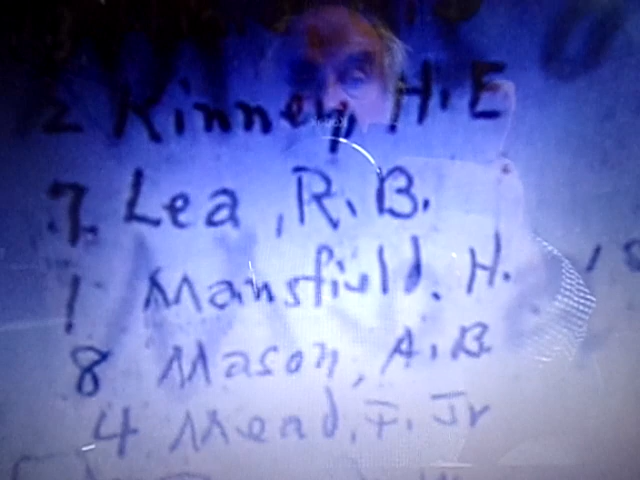 2 Kinney, H. E
7. Lea, R. B.
1 Mansfield. H.
8 Mason, A. B.
4 Mead, F. Jr